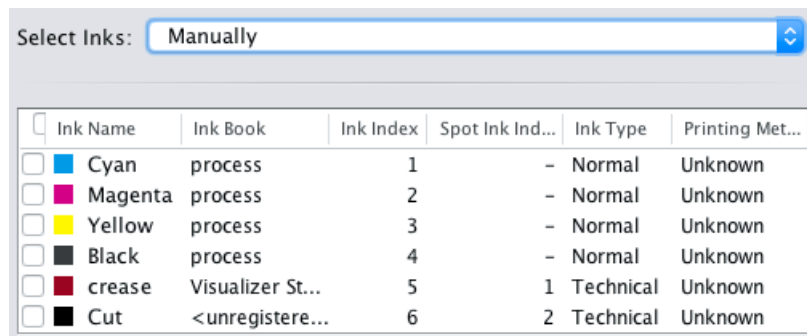 Select Inks: Manually
Ink Name Ink Book Ink Index Spot Ink Ind... Ink Type Printing Met...
Cyan process 1 – Normal Unknown
Magenta process 2 – Normal Unknown
Yellow process 3 – Normal Unknown
Black process 4 – Normal Unknown
crease Visualizer St... 5 1 Technical Unknown
Cut <unregistere... 6 2 Technical Unknown